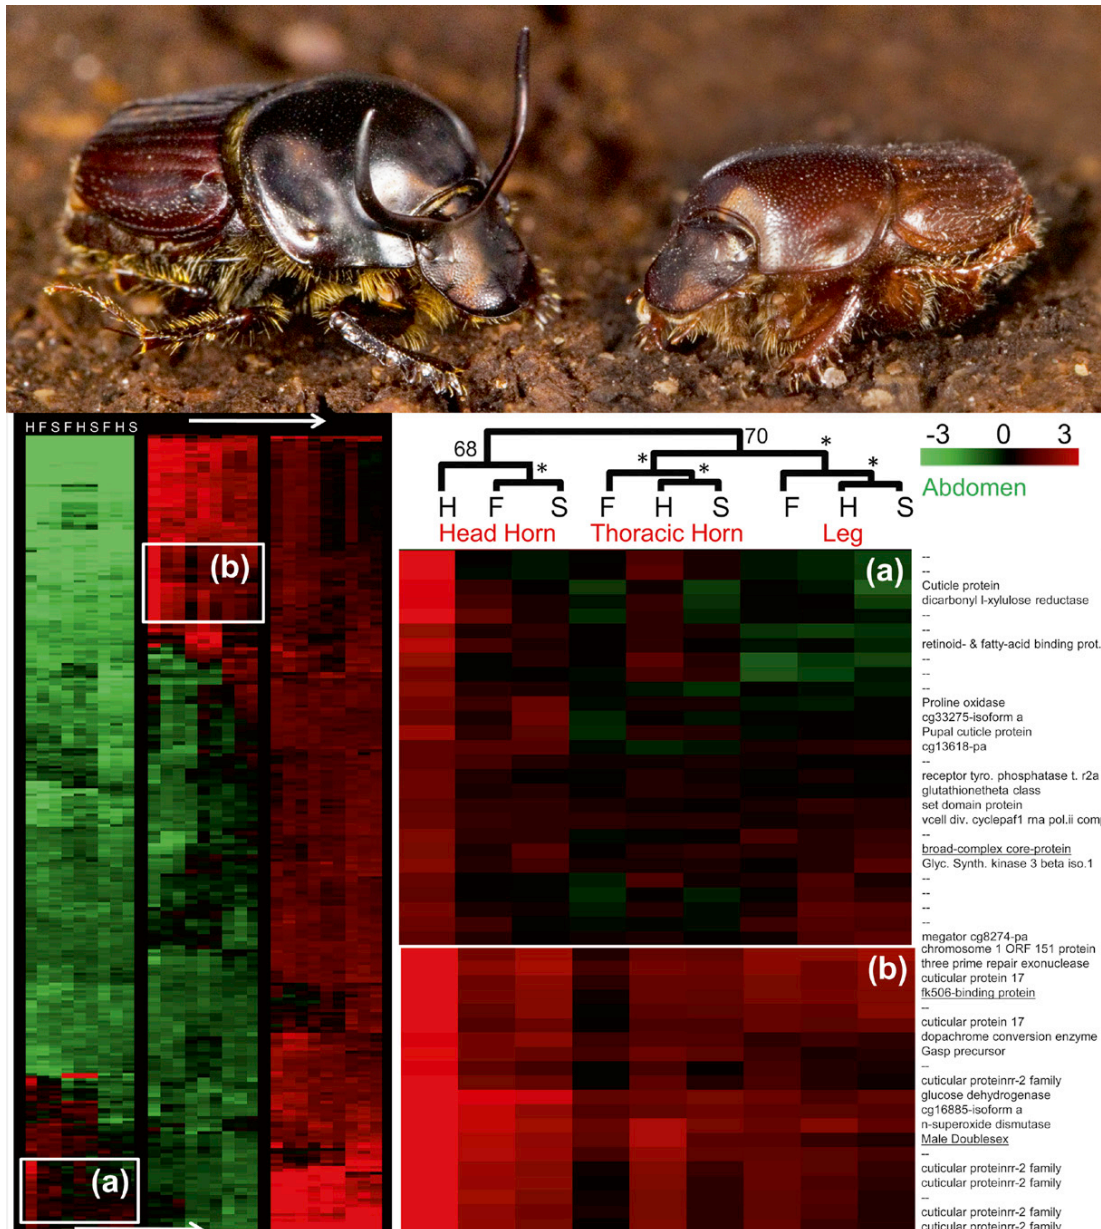 H F S F H S F H S
(b)
(a)
68
70
*
*
*
*
*
H F S F H S F H S
Head Horn Thoracic Horn Leg
-3 0 3
Abdomen
(a)
--
--
Cuticle protein
dicarbonyl l-xylulose reductase
--
--
retinoid- & fatty-acid binding prot.
--
--
--
Proline oxidase
cg33275-isoform a
Pupal cuticle protein
cg13618-pa
--
receptor tyro. phosphatase t. r2a
glutathionetheta class
set domain protein
vcell div. cyclepaf1 rna pol.ii com
--
broad-complex core-protein
Glyc. Synth. kinase 3 beta iso.1
--
--
--
--
megator cg8274-pa
(b)
chromosome 1 ORF 151 protein
three prime repair exonuclease
cuticular protein 17
fk506-binding protein
--
cuticular protein 17
dopachrome conversion enzyme
Gasp precursor
--
cuticular proteinrr-2 family
glucose dehydrogenase
cg16885-isoform a
n-superoxide dismutase
Male Doublesex
--
cuticular proteinrr-2 family
cuticular proteinrr-2 family
--
cuticular proteinrr-2 family
cuticular proteinrr-2 family